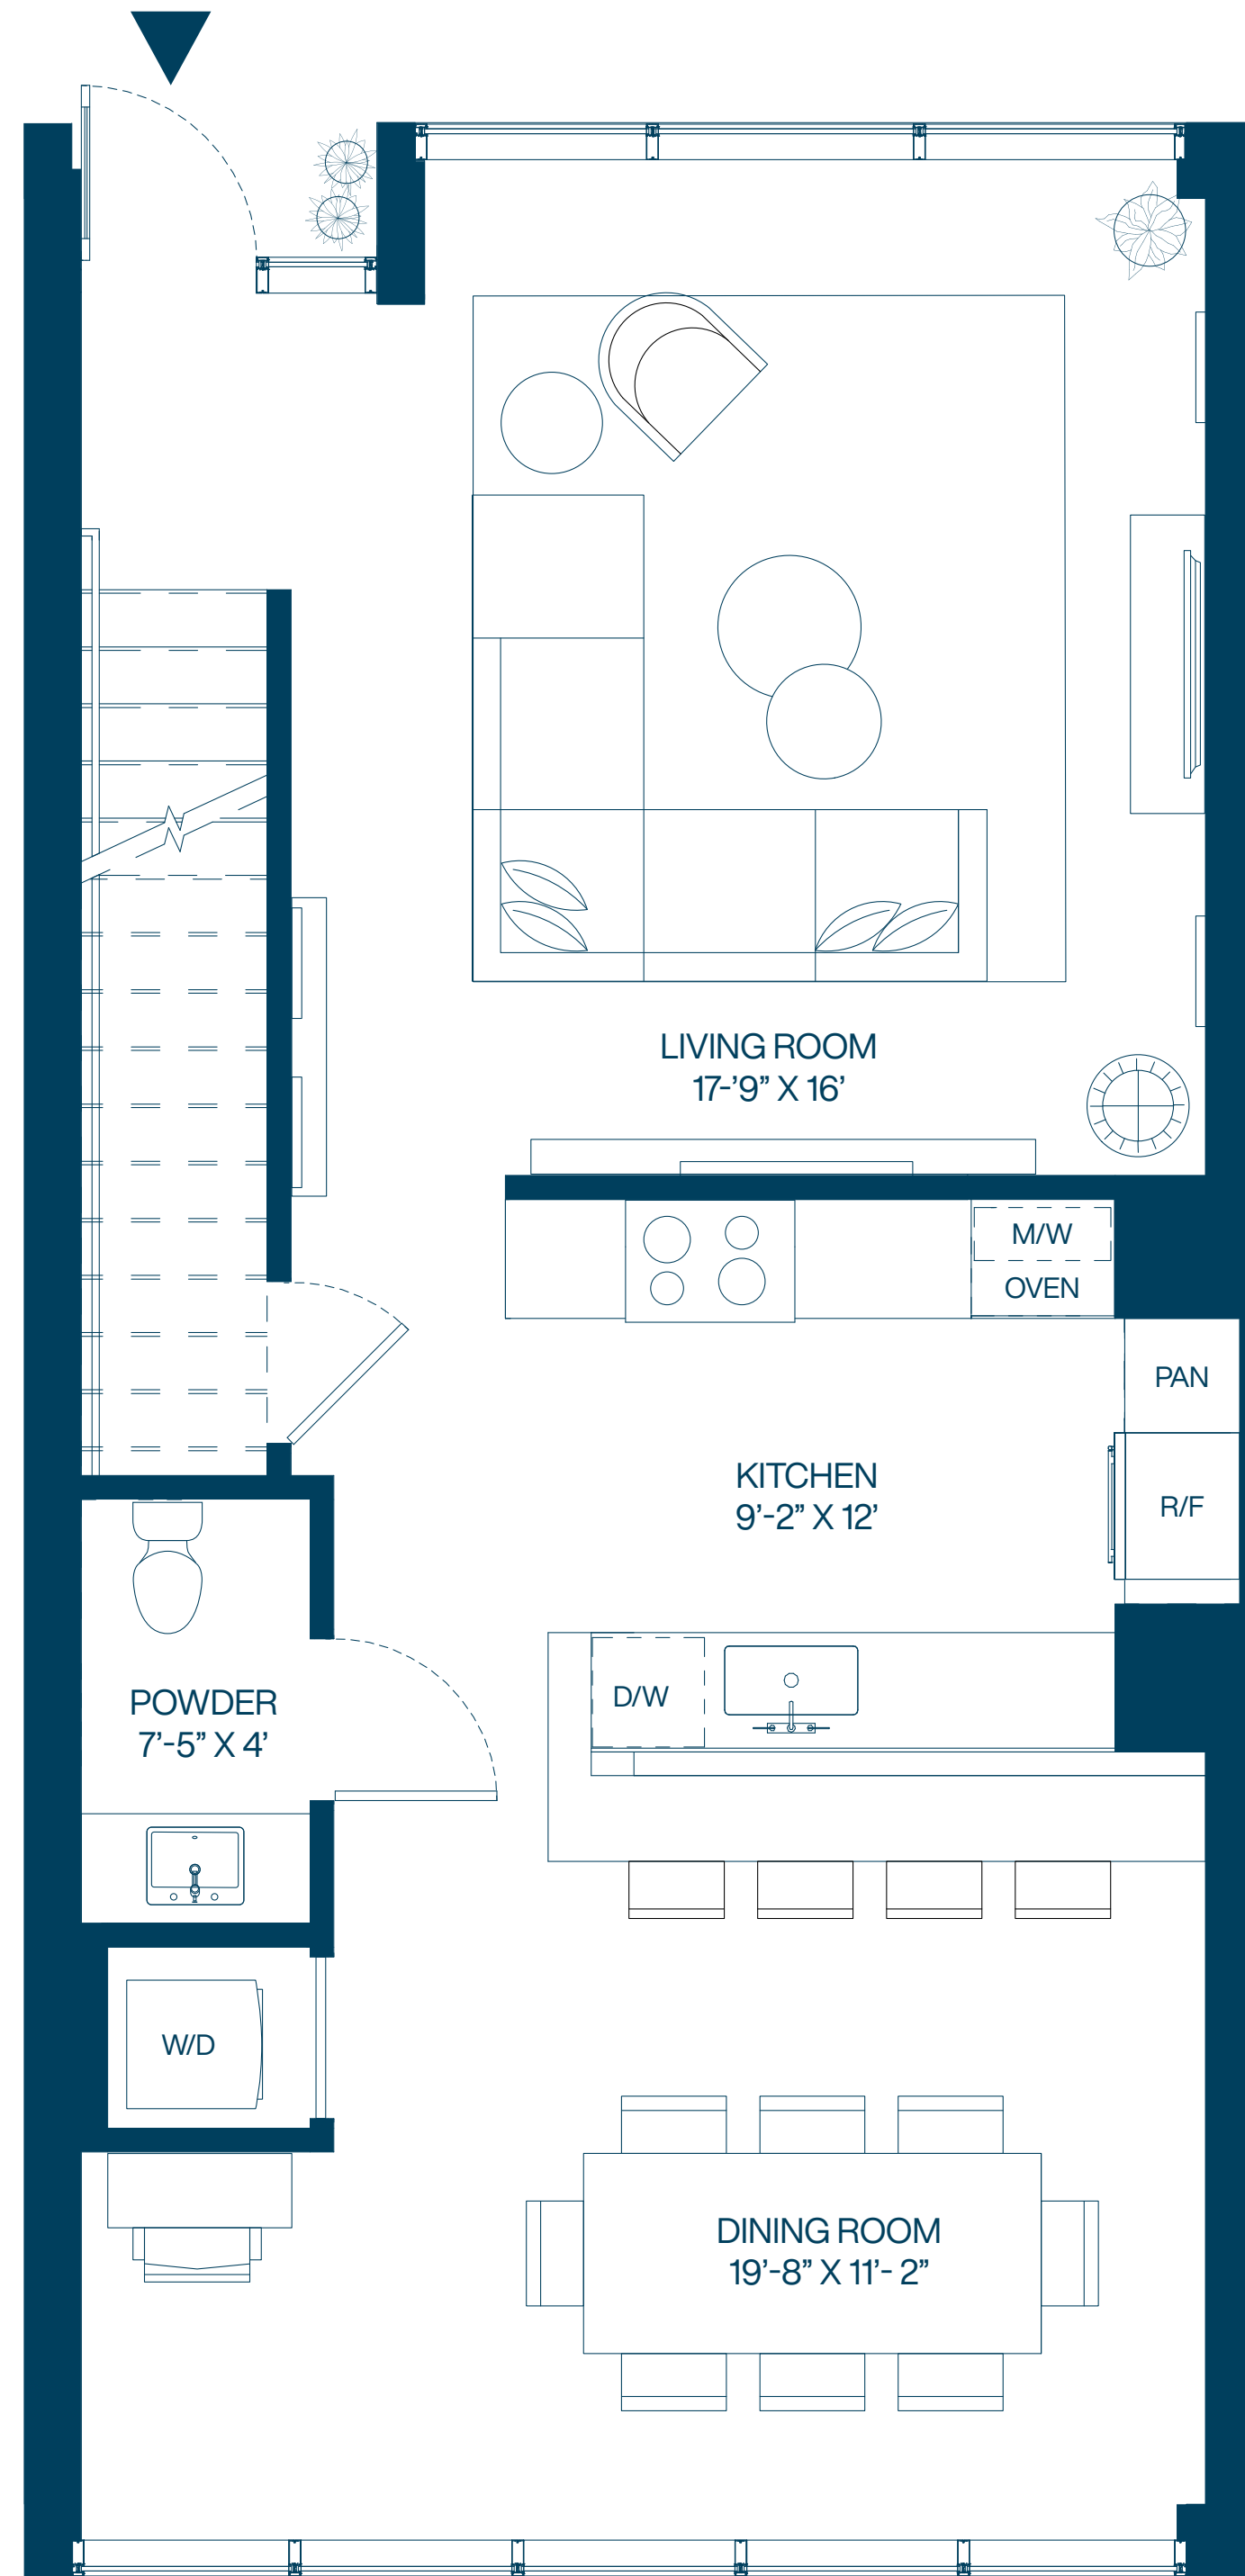 LIVING ROOM
17-’9” X 16’
M/W
OVEN
PAN
KITCHEN
9’-2” X 12’
R/F
D/W
POWDER
7’-5” X 4’
W/D
DINING ROOM
19’-8” X 11’- 2”